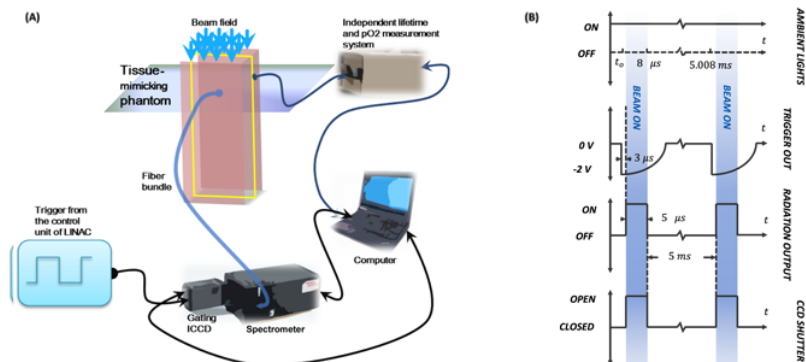 (A)
Beam field
Independent lifetime
and pO2 measurement
system
Tissue-
mimicking
phantom
Fiber
bundle
Trigger from the
control
unit of LINAC
Gating
ICCD
Spectrometer
Computer
(B)
ON
OFF
t
t₀ 8 μs 5.008 ms
AMBIENT LIGHTS
BEAM ON
BEAM ON
0 V
-2 V
3 μs
t
TRIGGER OUT
ON
OFF
5 μs
5 ms
t
RADIATION OUTPUT
OPEN
CLOSED
t
CCD SHUTTER